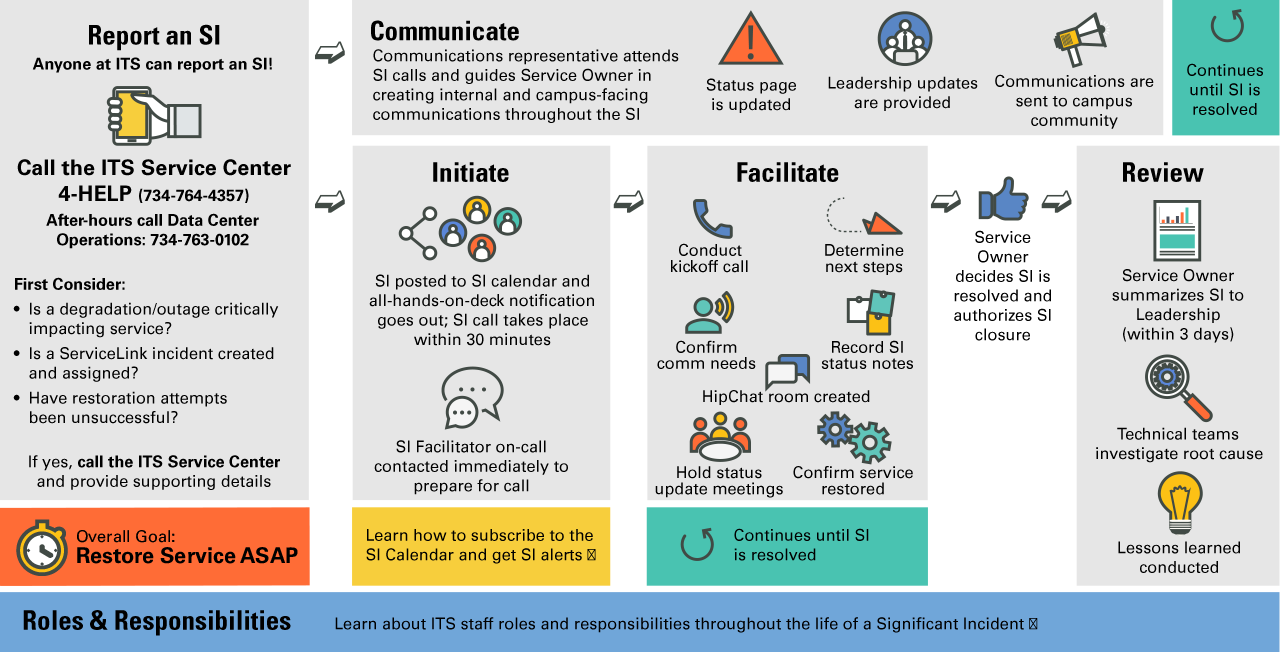 Report an SI
Anyone at ITS can report an SI!
Call the ITS Service Center
4-HELP (734-764-4357)
After-hours call Data Center
Operations: 734-763-0102
First Consider:
• Is a degradation/outage critically
impacting service?
• Is a ServiceLink incident created
and assigned?
• Have restoration attempts
been unsuccessful?
If yes, call the ITS Service Center
and provide supporting details
Overall Goal:
Restore Service ASAP
Communicate
Communications representative attends
SI calls and guides Service Owner in
creating internal and campus-facing
communications throughout the SI
Status page
is updated
Leadership updates
are provided
Communications are
sent to campus
community
Continues
until SI is
resolved
Initiate
SI posted to SI calendar and
all-hands-on-deck notification
goes out; SI call takes place
within 30 minutes
SI Facilitator on-call
contacted immediately to
prepare for call
Learn how to subscribe to the
SI Calendar and get SI alerts
Facilitate
Conduct
kickoff call
Determine
next steps
Confirm
comm needs
Record SI
status notes
HipChat room created
Hold status
update meetings
Confirm service
restored
Continues until SI
is resolved
Service
Owner
decides SI is
resolved and
authorizes SI
closure
Review
Service Owner
summarizes SI to
Leadership
(within 3 days)
Technical teams
investigate root cause
Lessons learned
conducted
Roles & Responsibilities
Learn about ITS staff roles and responsibilities throughout the life of a Significant Incident